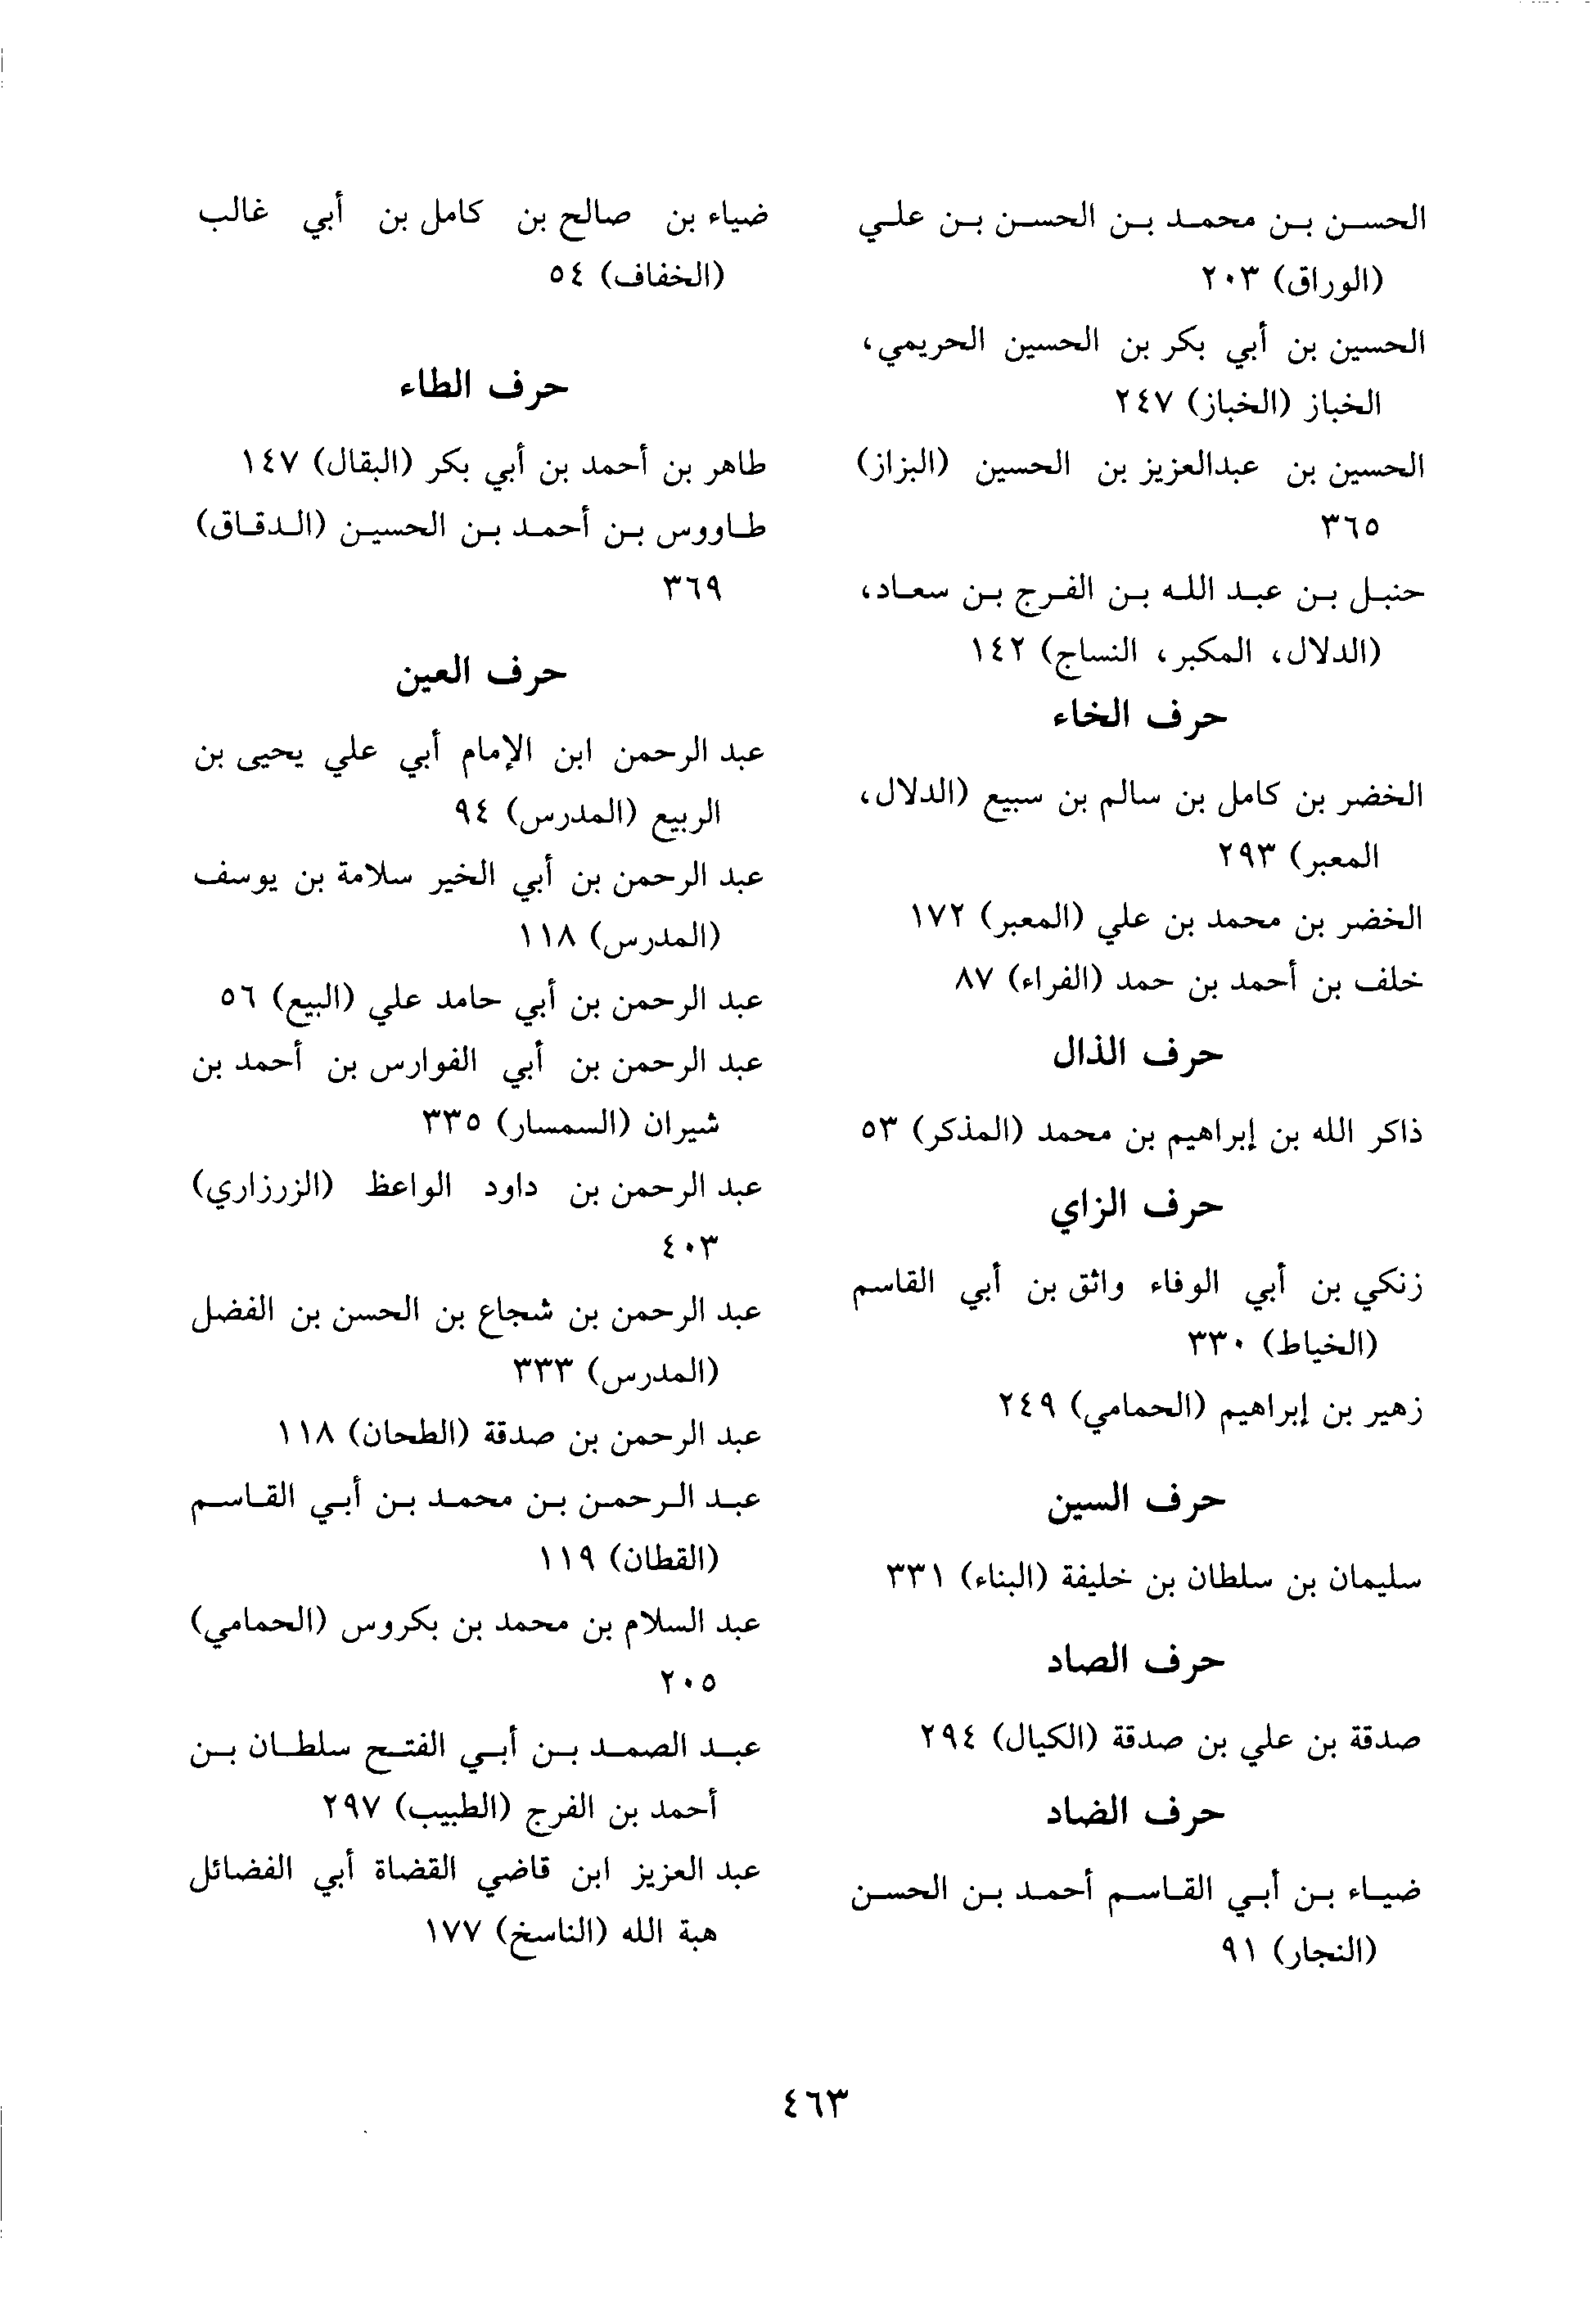 الحسن بن محمد بن الحسن بن علي
(الوراق) ٢٠٣
الحسين بن أبي بكر بن الحسين الحريمي،
الخباز (الخباز) ٢٤٧
الحسين بن عبدالعزيز بن الحسين (البزاز)
٣٦٥
حنبل بن عبد الله بن الفرج بن سعاد،
(الدلال، المكبر، النساج) ١٤٢
حرف الخاء
الخضر بن كامل بن سالم بن سبيع (الدلال،
المعبر) ٢٩٣
الخضر بن محمد بن علي (المعبر) ١٧٢
خلف بن أحمد بن حمد (الفراء) ٨٧
حرف الذال
ذاكر الله بن إبراهيم بن محمد (المذكر) ٥٣
حرف الزاي
زنكي بن أبي الوفاء واثق بن أبي القاسم
(الخياط) ٣٣٠
زهير بن إبراهيم (الحمامي) ٢٤٩
حرف السين
سليمان بن سلطان بن خليفة (البناء) ٣٣١
حرف الصاد
صدقة بن علي بن صدقة (الكيال) ٢٩٤
حرف الضاد
ضياء بن أبي القاسم أحمد بن الحسن
(النجار) ٩١
ضياء بن صالح بن كامل بن أبي غالب
(الخفاف) ٥٤
حرف الطاء
طاهر بن أحمد بن أبي بكر (البقال) ١٤٧
طاووس بن أحمد بن الحسين (الدقاق)
٣٦٩
حرف العين
عبد الرحمن ابن الإمام أبي علي يحيى بن
الربيع (المدرس) ٩٤
عبد الرحمن بن أبي الخير سلامة بن يوسف
(المدرس) ١١٨
عبد الرحمن بن أبي حامد علي (البيع) ٥٦
عبد الرحمن بن أبي الفوارس بن أحمد بن
شيران (السمسار) ٣٣٥
عبد الرحمن بن داود الواعظ (الزرزاري)
٤٠٣
عبد الرحمن بن شجاع بن الحسن بن الفضل
(المدرس) ٣٣٣
عبد الرحمن بن صدقة (الطحان) ١١٨
عبد الرحمن بن محمد بن أبي القاسم
(القطان) ١١٩
عبد السلام بن محمد بن بكروس (الحمامي)
٢٠٥
عبد الصمد بن أبي الفتح سلطان بن
أحمد بن الفرج (الطبيب) ٢٩٧
عبد العزيز ابن قاضي القضاة أبي الفضائل
هبة الله (الناسخ) ١٧٧
٤٦٣